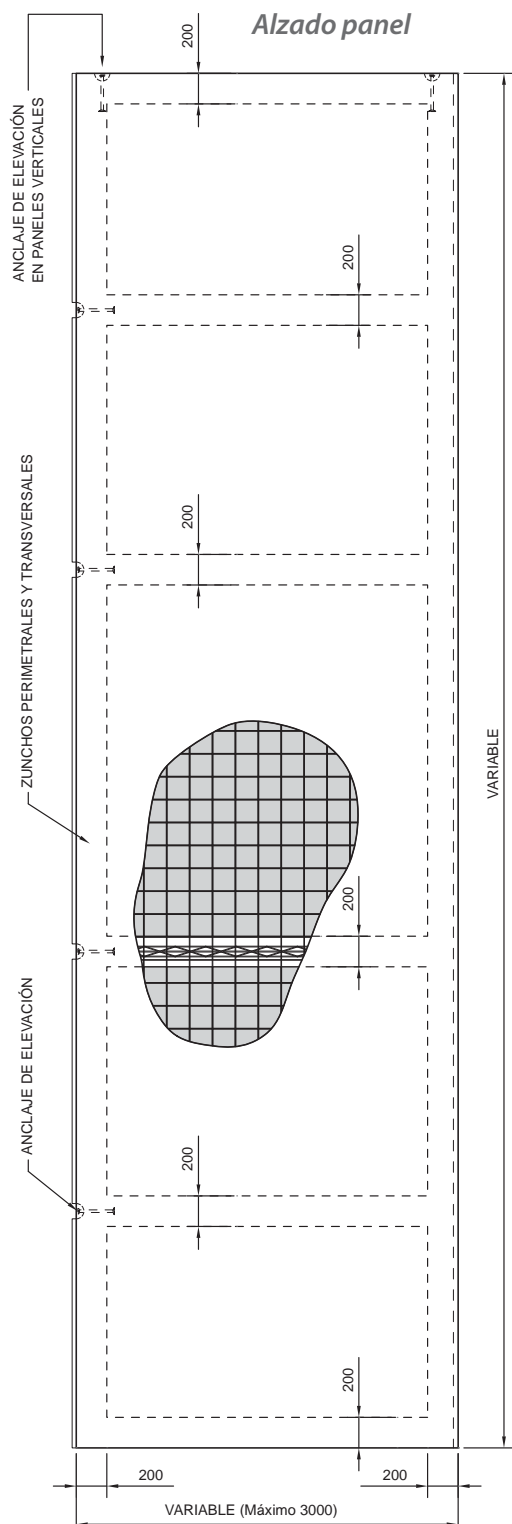 Alzado panel
200
ANCLAJE DE ELEVACIÓN
EN PANELES VERTICALES
200
200
ZUNCHOS PERIMETRALES Y TRANSVERSALES
VARIABLE
200
ANCLAJE DE ELEVACIÓN
200
200
200
200
VARIABLE (Máximo 3000)